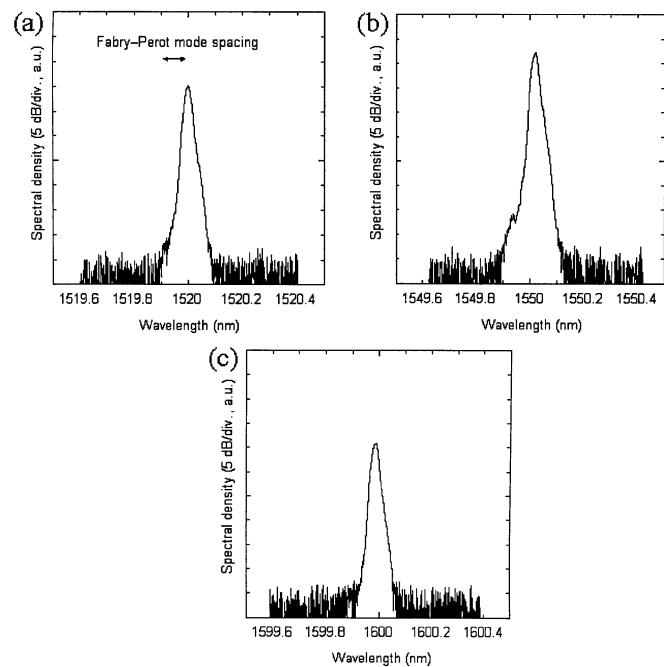 (a)
Fabry–Perot mode spacing
Spectral density (5 dB/div., a.u.)
1519.6 1519.8 1520 1520.2 1520.4
Wavelength (nm)
(b)
Spectral density (5 dB/div., a.u.)
1549.6 1549.8 1550 1550.2 1550.4
Wavelength (nm)
(c)
Spectral density (5 dB/div., a.u.)
1599.6 1599.8 1600 1600.2 1600.4
Wavelength (nm)